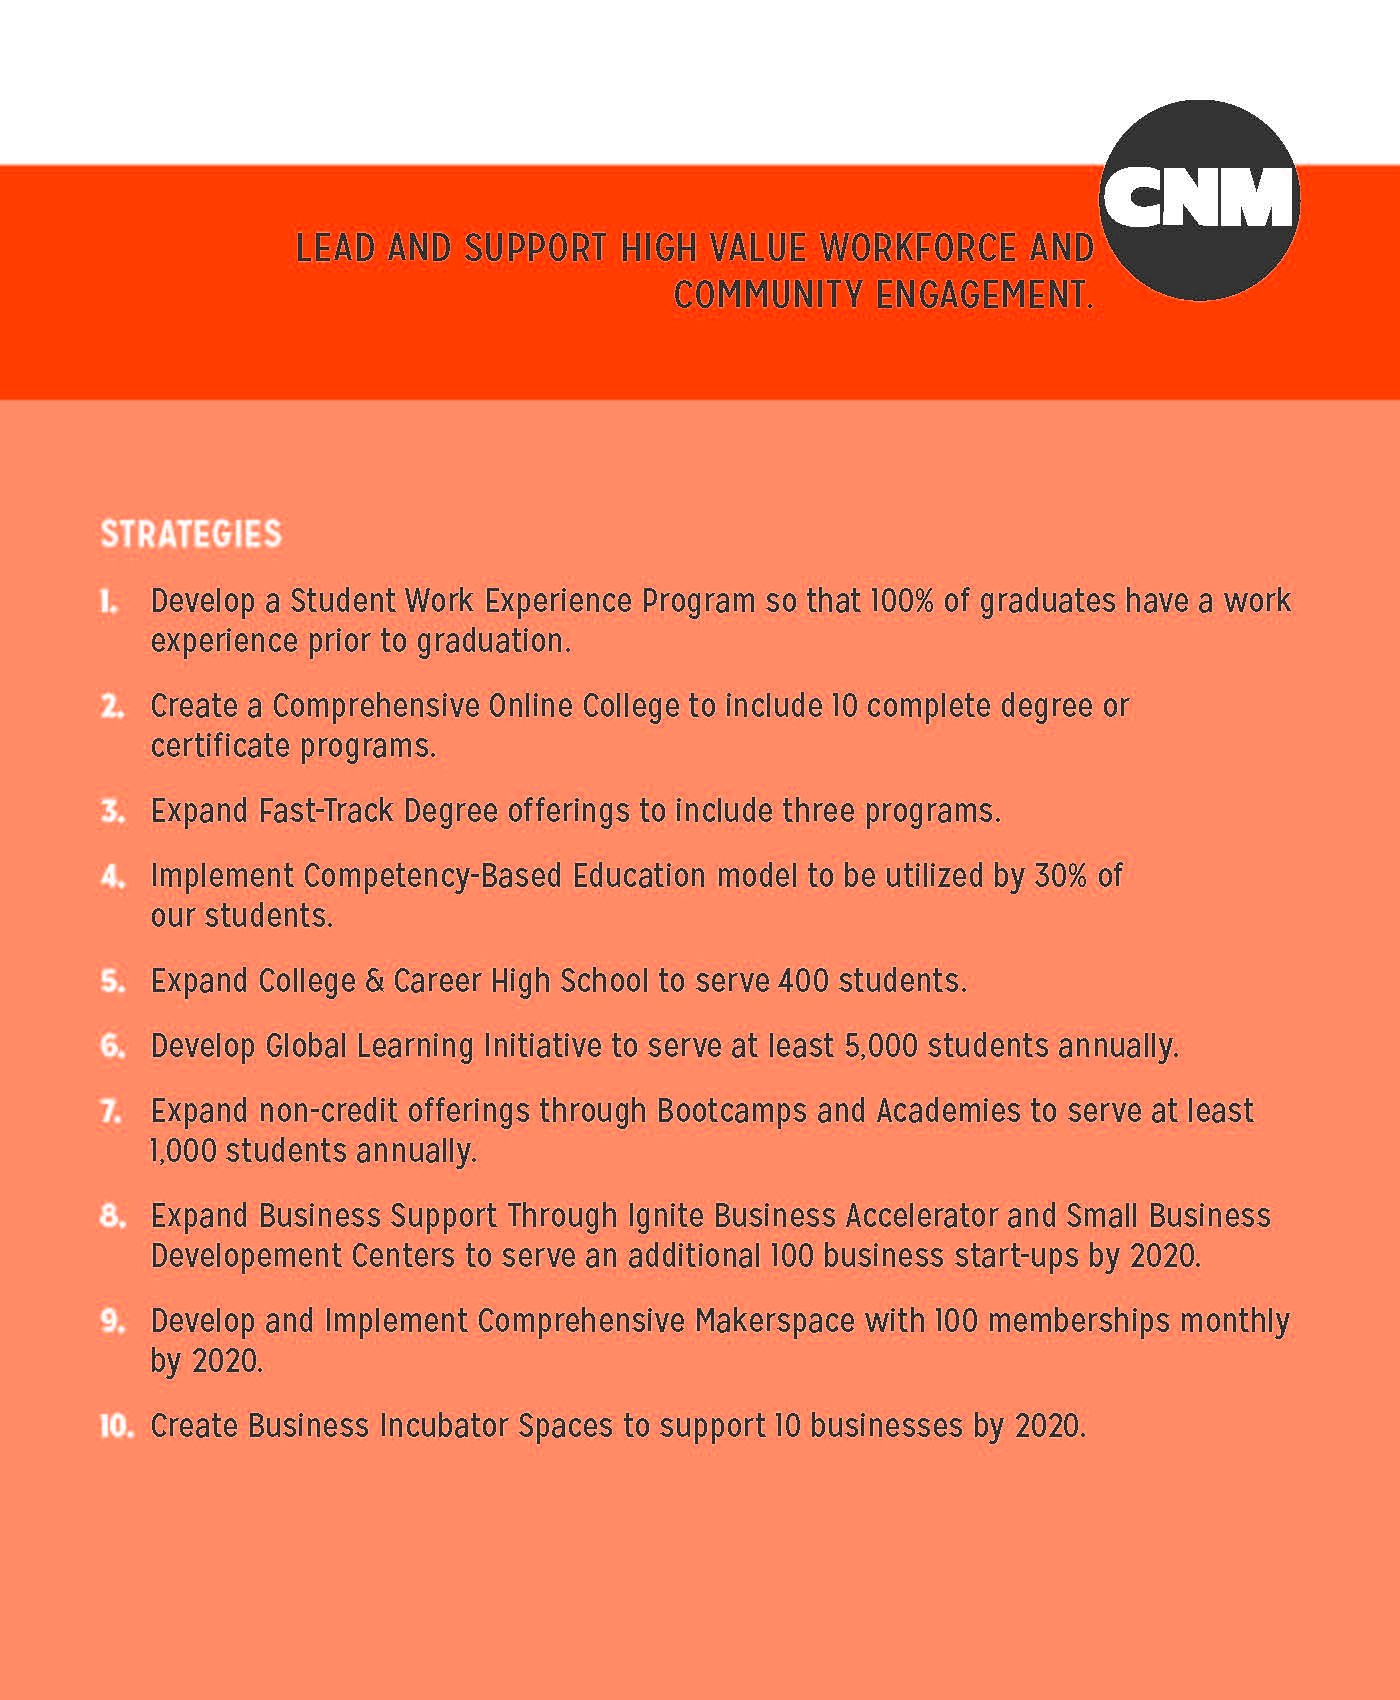 CNM
LEAD AND SUPPORT HIGH VALUE WORKFORCE AND
COMMUNITY ENGAGEMENT.
STRATEGIES
1. Develop a Student Work Experience Program so that 100% of graduates have a work
experience prior to graduation.
2. Create a Comprehensive Online College to include 10 complete degree or
certificate programs.
3. Expand Fast-Track Degree offerings to include three programs.
4. Implement Competency-Based Education model to be utilized by 30% of
our students.
5. Expand College & Career High School to serve 400 students.
6. Develop Global Learning Initiative to serve at least 5,000 students annually.
7. Expand non-credit offerings through Bootcamps and Academies to serve at least
1,000 students annually.
8. Expand Business Support Through Ignite Business Accelerator and Small Business
Developement Centers to serve an additional 100 business start-ups by 2020.
9. Develop and Implement Comprehensive Makerspace with 100 memberships monthly
by 2020.
10. Create Business Incubator Spaces to support 10 businesses by 2020.